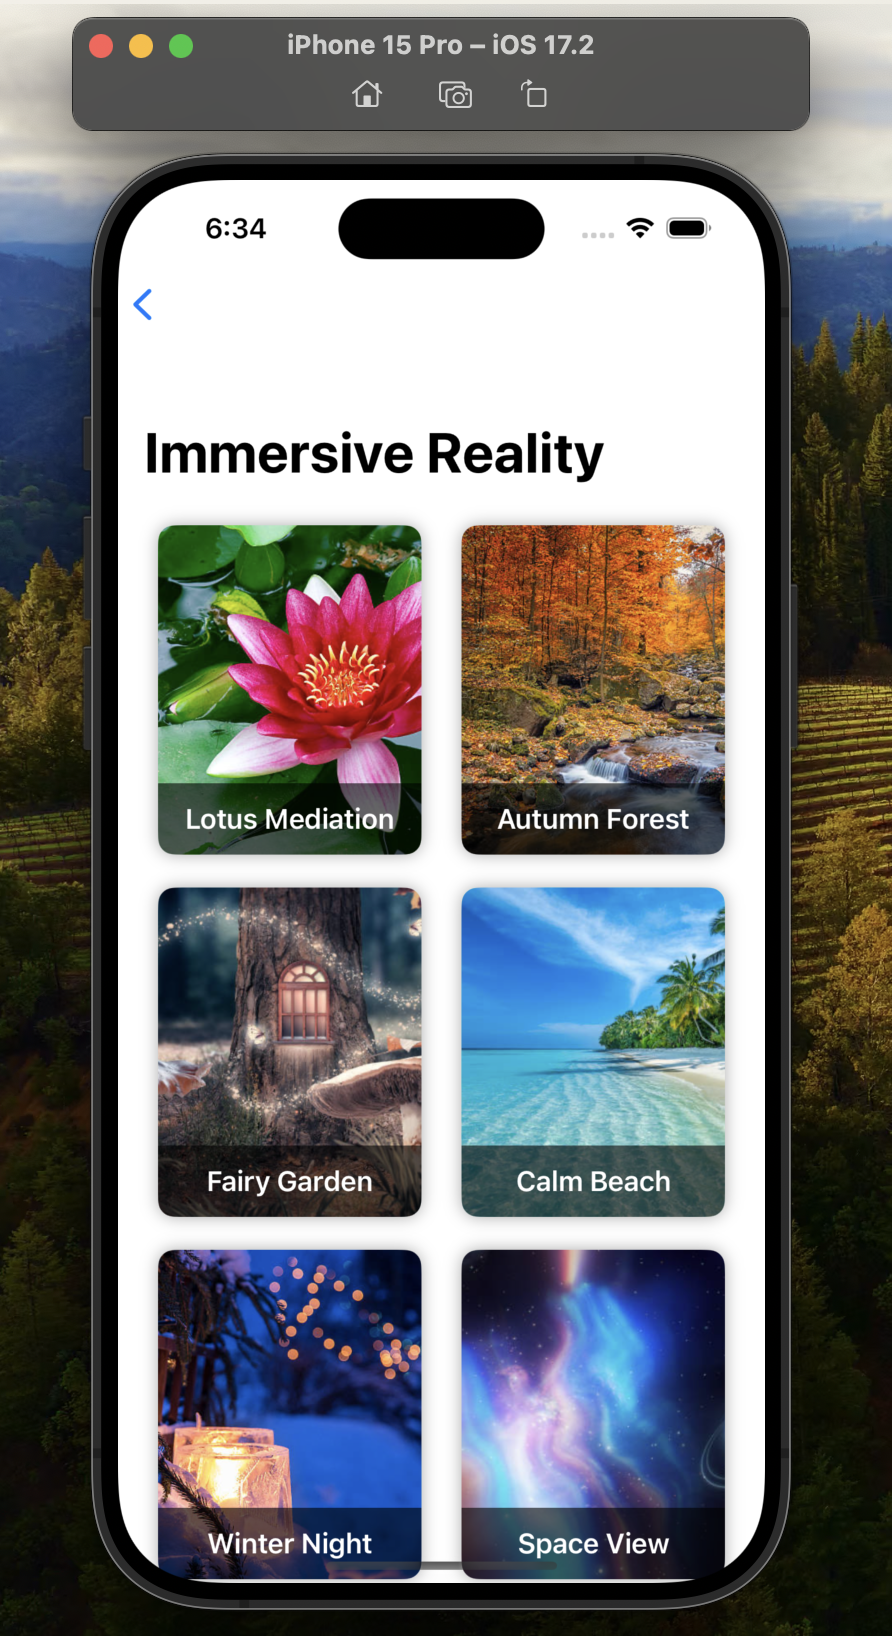 iPhone 15 Pro – iOS 17.2
6:34
Immersive Reality
Lotus Mediation
Autumn Forest
Fairy Garden
Calm Beach
Winter Night
Space View